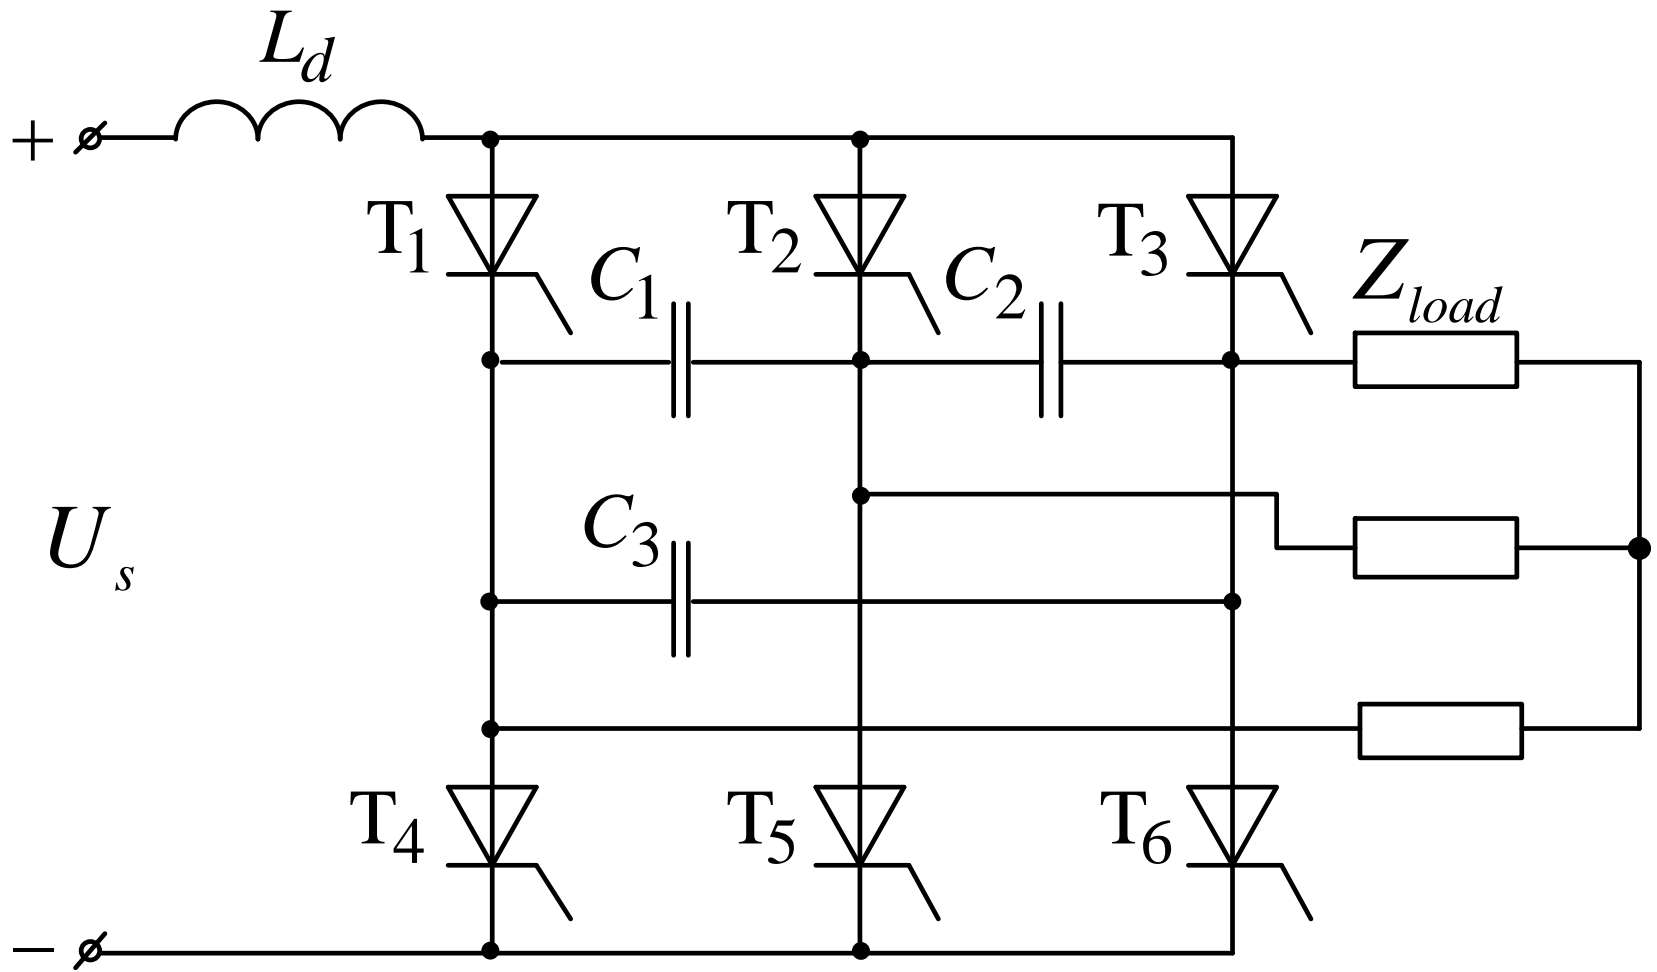 L_d
+
T_1
C_1
T_2
C_2
T_3
Z_load
U_s
C_3
T_4
T_5
T_6
−